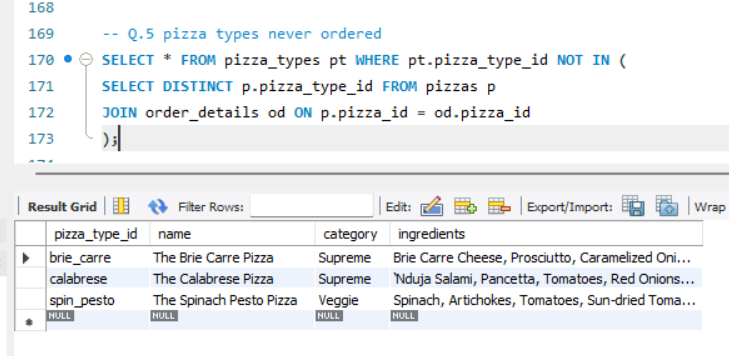 168
169 -- Q.5 pizza types never ordered
170 SELECT * FROM pizza_types pt WHERE pt.pizza_type_id NOT IN (
171 SELECT DISTINCT p.pizza_type_id FROM pizzas p
172 JOIN order_details od ON p.pizza_id = od.pizza_id
173 );
Result Grid Filter Rows: Edit: Export/Import: Wrap
pizza_type_id name category ingredients
brie_carre The Brie Carre Pizza Supreme Brie Carre Cheese, Prosciutto, Caramelized Oni...
calabrese The Calabrese Pizza Supreme 'Nduja Salami, Pancetta, Tomatoes, Red Onions...
spin_pesto The Spinach Pesto Pizza Veggie Spinach, Artichokes, Tomatoes, Sun-dried Toma...
NULL NULL NULL NULL